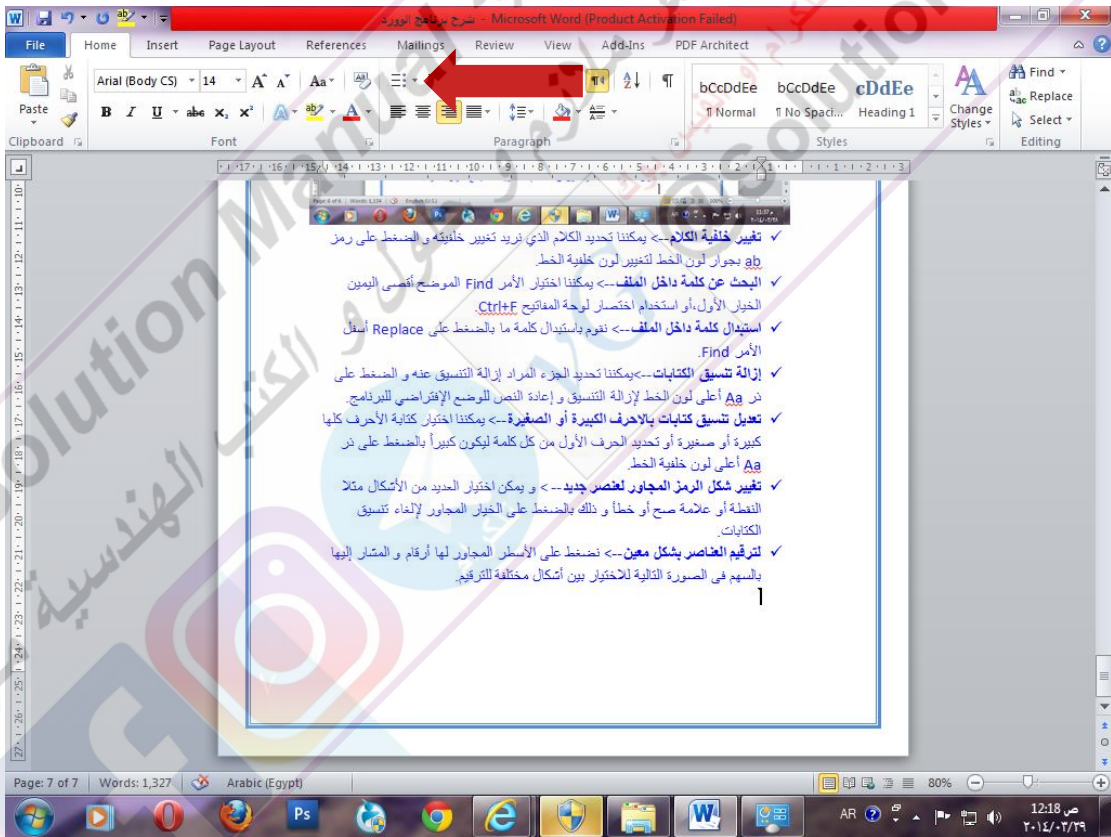 شرح برنامج الوورد - Microsoft Word (Product Activation Failed)
File Home Insert Page Layout References Mailings Review View Add-Ins PDF Architect
Paste
Arial (Body CS) 14
B I U abc x₂ x²
Aa
bCcDdEe bCcDdEe cDdEe
¶ Normal ¶ No Spaci... Heading 1
Change Styles
Find
Replace
Select
Clipboard Font Paragraph Styles Editing
تغيير خلفية الكلام--> يمكننا تحديد الكلام الذي نريد تغيير خلفيته و الضغط على رمز
ab بجوار لون الخط لتغيير لون خلفية الخط.
البحث عن كلمة داخل الملف--> يمكننا اختيار الأمر Find الموضح أقصى اليمين
الخيار الأول،أو استخدام اختصار لوحة المفاتيح Ctrl+F.
استبدال كلمة داخل الملف--> نقوم باستبدال كلمة ما بالضغط على Replace أسفل
الأمر Find.
إزالة تنسيق الكتابات-->يمكننا تحديد الجزء المراد إزالة التنسيق عنه و الضغط على
زر Aa أعلى لون الخط لإزالة التنسيق و إعادة النص للوضع الإفتراضي للبرنامج.
تعديل تنسيق كتابات بالاحرف الكبيرة أو الصغيرة--> يمكننا اختيار كتابة الأحرف كلها
كبيرة أو صغيرة أو تحديد الحرف الأول من كل كلمة ليكون كبيراً بالضغط على زر
Aa أعلى لون خلفية الخط.
تغيير شكل الرمز المجاور لعنصر جديد--> و يمكن اختيار العديد من الأشكال مثلا
النقطة أو علامة صح أو خطأ و ذلك بالضغط على الخيار المجاور لإلغاء تنسيق
الكتابات.
لترقيم العناصر بشكل معين--> نضغط على الأسطر المجاور لها أرقام و المشار إليها
بالسهم في الصورة التالية للاختيار بين أشكال مختلفة للترقيم.
Page: 7 of 7 Words: 1,327 Arabic (Egypt) 80%
Ps
AR
12:18 ص
٢٠١٤/٠٣/٢٩
Solution Manual
@Solution